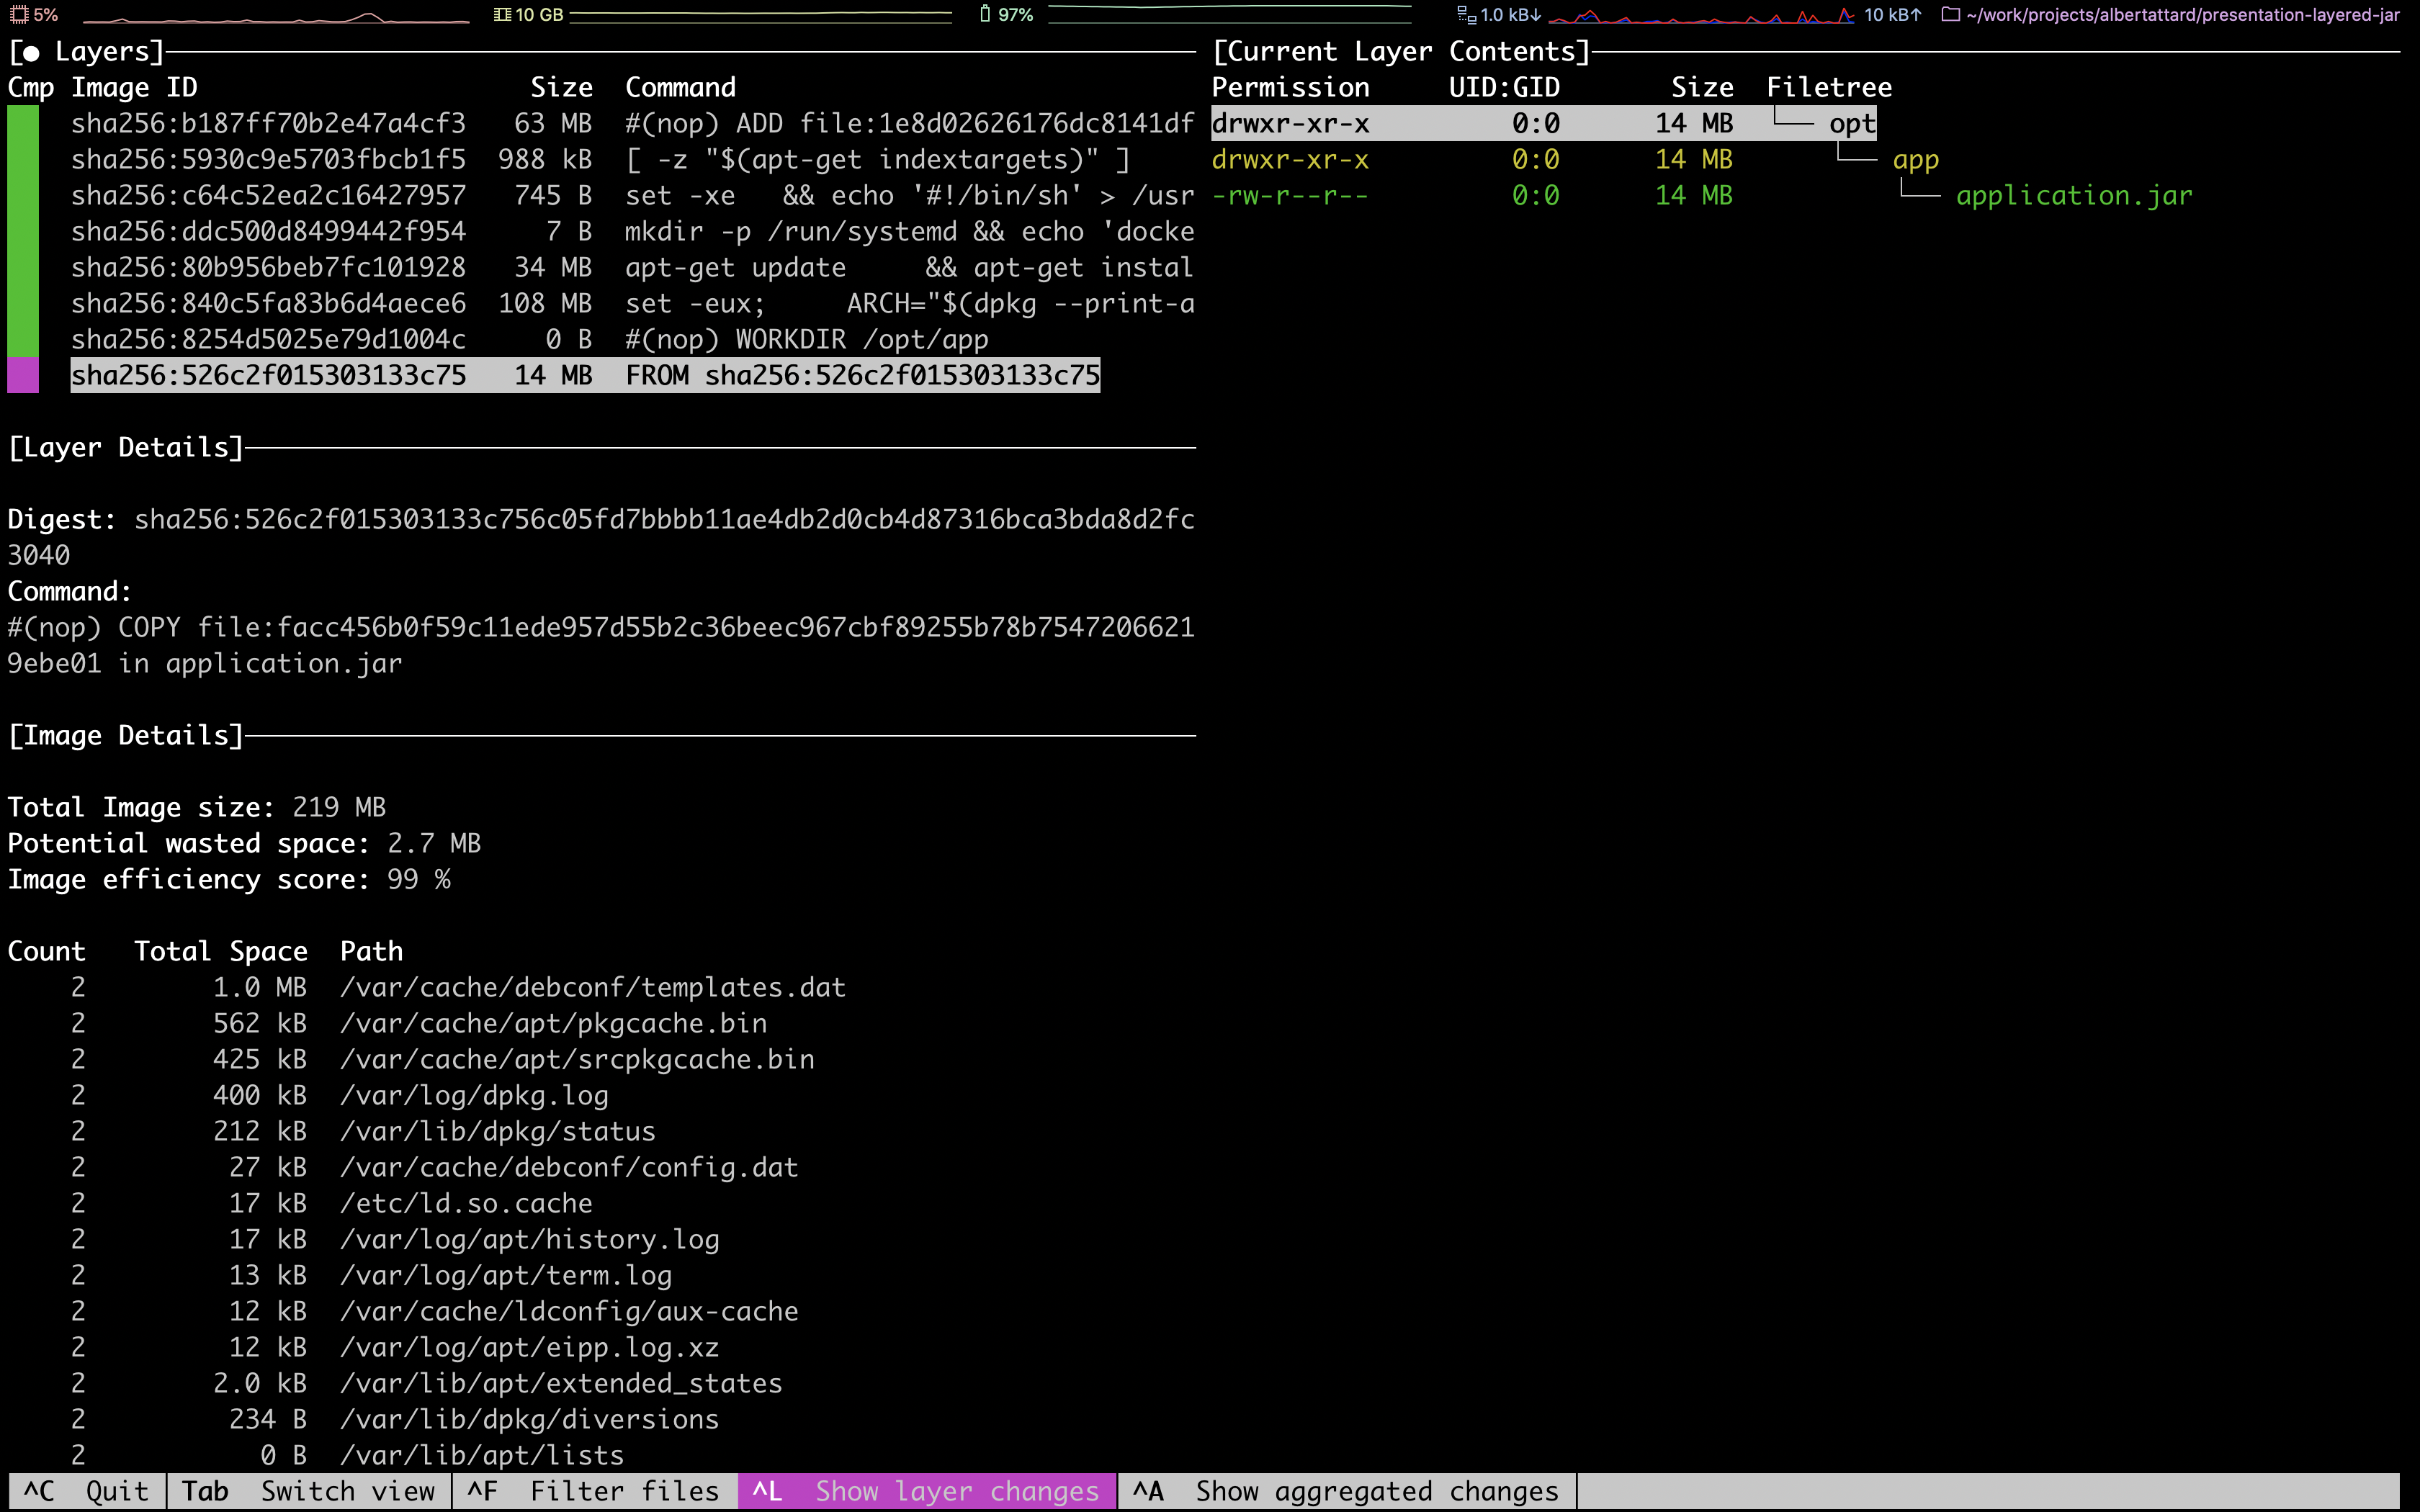 5% 10 GB 97% 1.0 kB↓ 10 kB↑ ~/work/projects/albertattard/presentation-layered-jar
[● Layers]
Cmp Image ID Size Command
sha256:b187ff70b2e47a4cf3 63 MB #(nop) ADD file:1e8d02626176dc8141df
sha256:5930c9e5703fbcb1f5 988 kB [ -z "$(apt-get indextargets)" ]
sha256:c64c52ea2c16427957 745 B set -xe && echo '#!/bin/sh' > /usr
sha256:ddc500d8499442f954 7 B mkdir -p /run/systemd && echo 'docke
sha256:80b956beb7fc101928 34 MB apt-get update && apt-get instal
sha256:840c5fa83b6d4aece6 108 MB set -eux; ARCH="$(dpkg --print-a
sha256:8254d5025e79d1004c 0 B #(nop) WORKDIR /opt/app
sha256:526c2f015303133c75 14 MB FROM sha256:526c2f015303133c75
[Layer Details]
Digest: sha256:526c2f015303133c756c05fd7bbbb11ae4db2d0cb4d87316bca3bda8d2fc
3040
Command:
#(nop) COPY file:facc456b0f59c11ede957d55b2c36beec967cbf89255b78b7547206621
9ebe01 in application.jar
[Image Details]
Total Image size: 219 MB
Potential wasted space: 2.7 MB
Image efficiency score: 99 %
Count Total Space Path
2 1.0 MB /var/cache/debconf/templates.dat
2 562 kB /var/cache/apt/pkgcache.bin
2 425 kB /var/cache/apt/srcpkgcache.bin
2 400 kB /var/log/dpkg.log
2 212 kB /var/lib/dpkg/status
2 27 kB /var/cache/debconf/config.dat
2 17 kB /etc/ld.so.cache
2 17 kB /var/log/apt/history.log
2 13 kB /var/log/apt/term.log
2 12 kB /var/cache/ldconfig/aux-cache
2 12 kB /var/log/apt/eipp.log.xz
2 2.0 kB /var/lib/apt/extended_states
2 234 B /var/lib/dpkg/diversions
2 0 B /var/lib/apt/lists
[Current Layer Contents]
Permission UID:GID Size Filetree
drwxr-xr-x 0:0 14 MB └── opt
drwxr-xr-x 0:0 14 MB └── app
-rw-r--r-- 0:0 14 MB └── application.jar
^C Quit Tab Switch view ^F Filter files ^L Show layer changes ^A Show aggregated changes